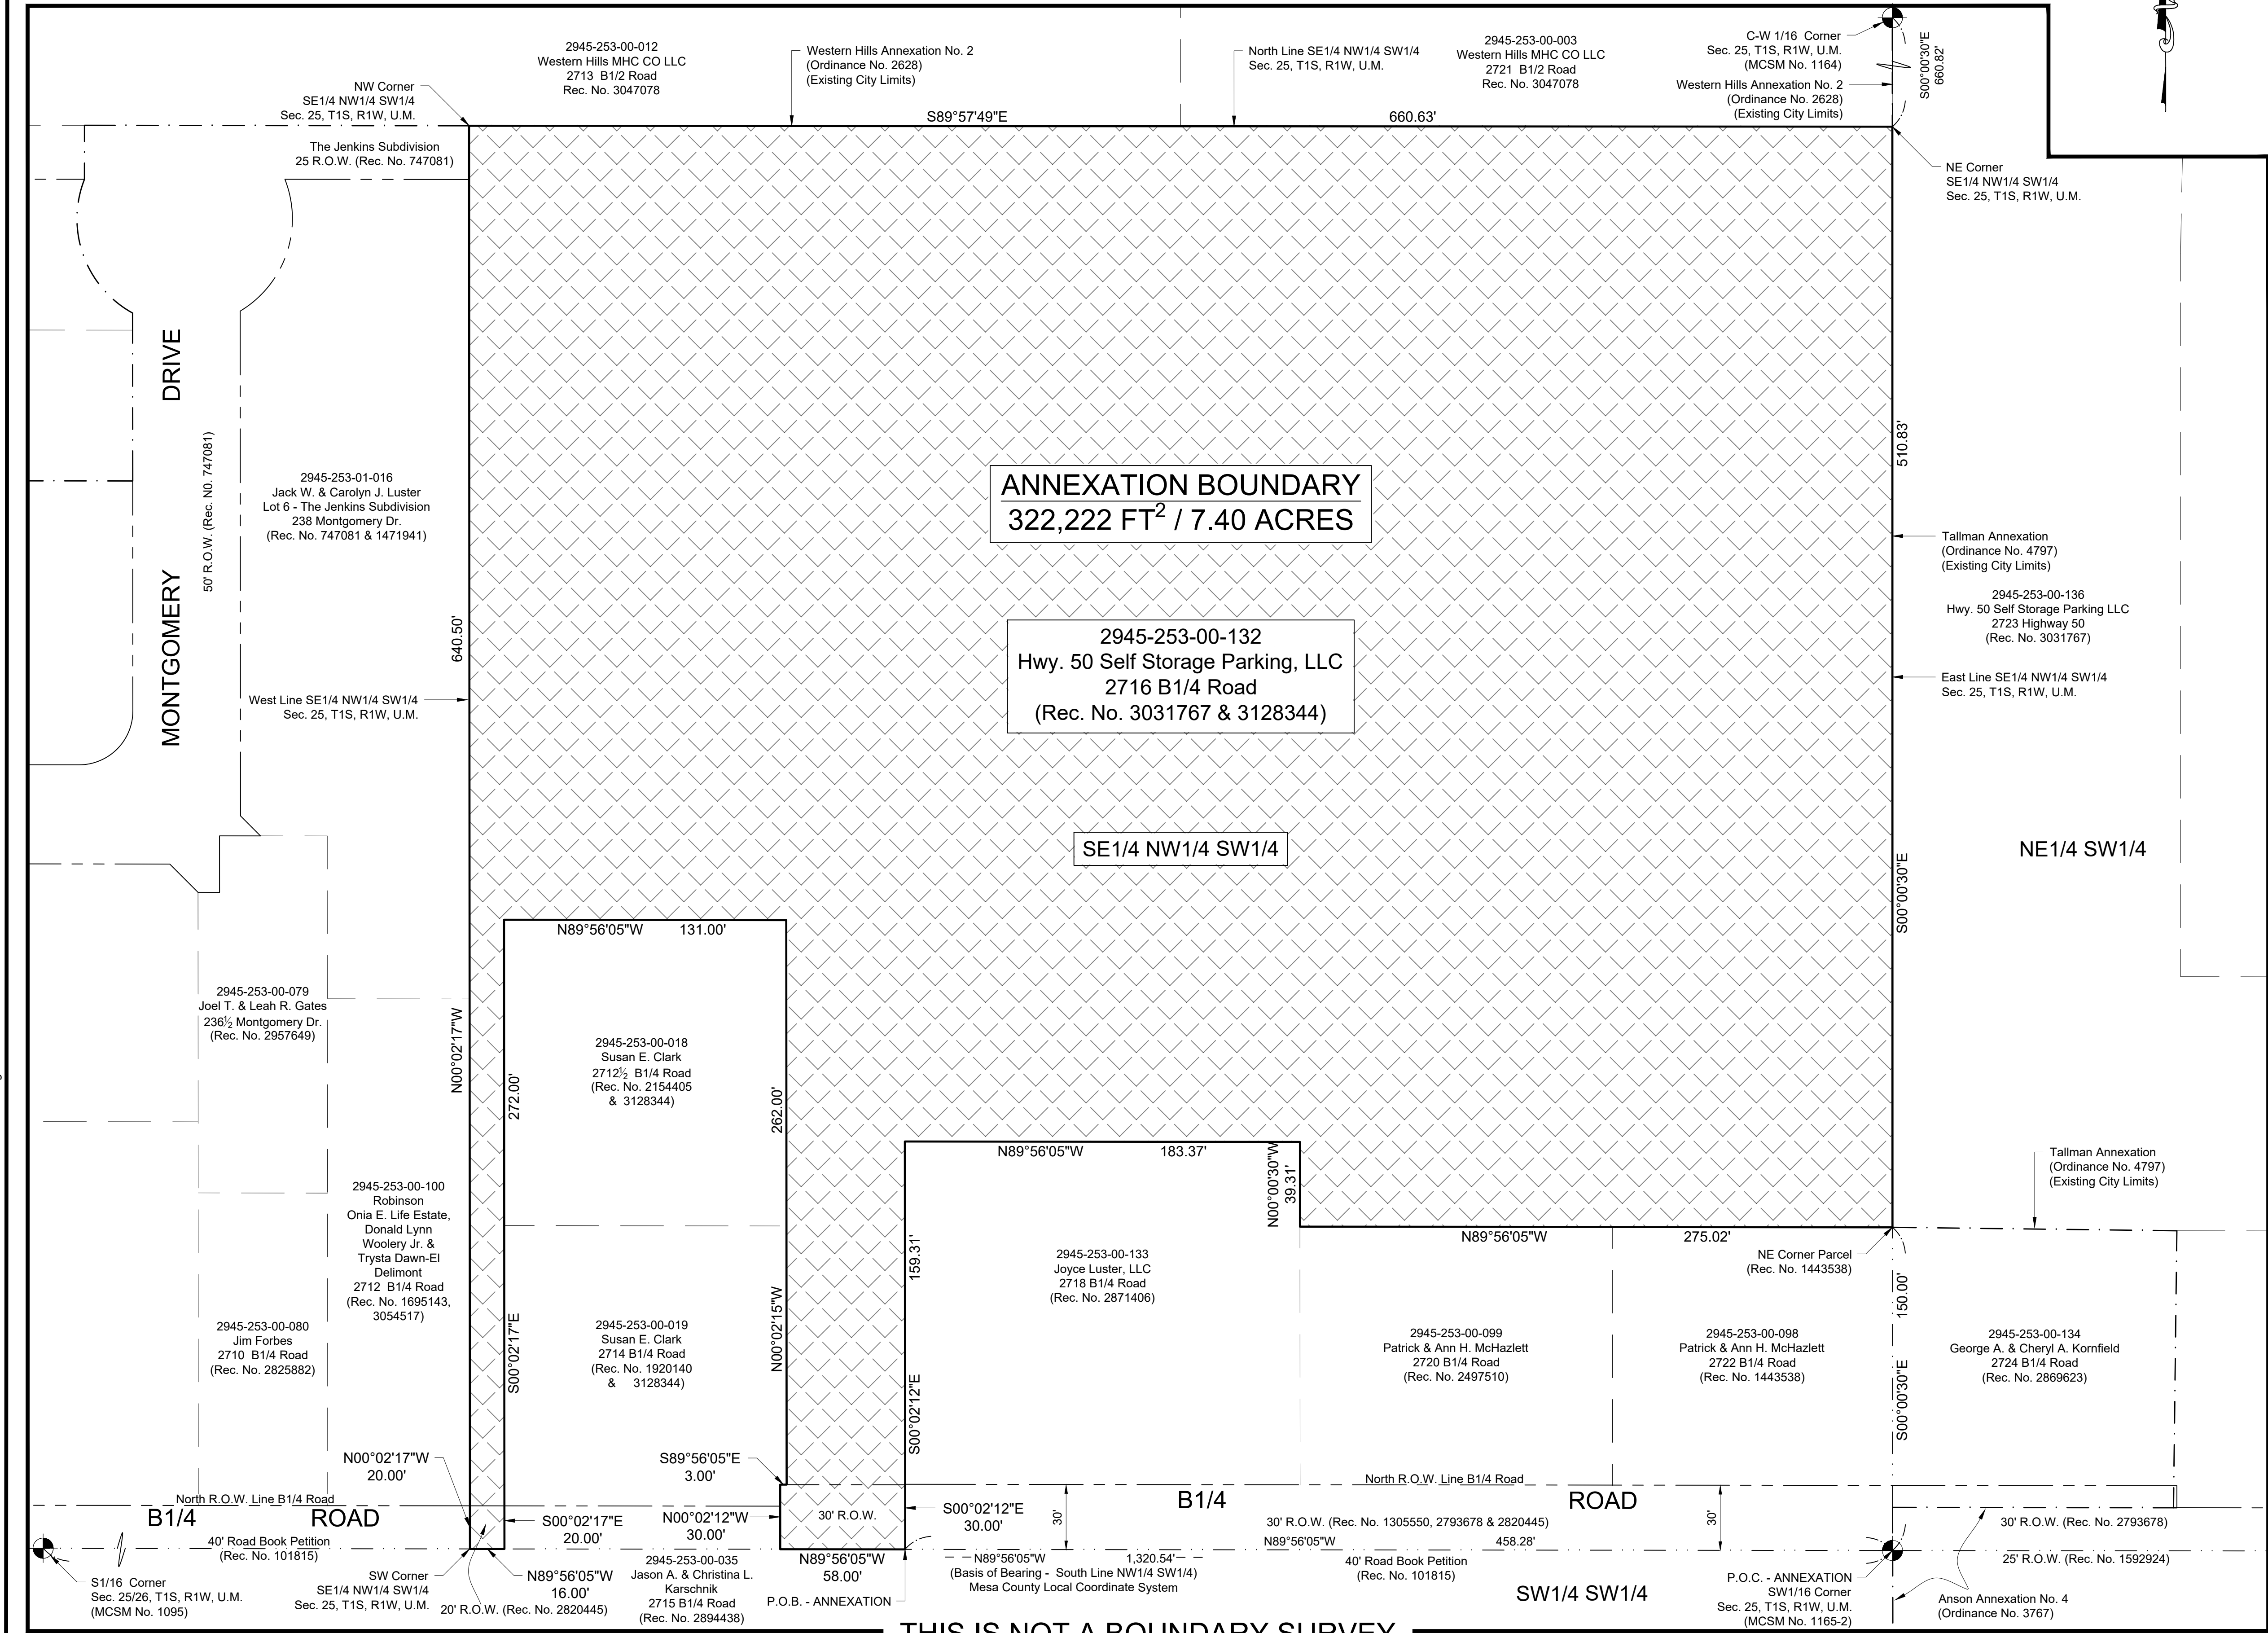 2945-253-00-012
Western Hills MHC CO LLC
2713 B1/2 Road
Rec. No. 3047078
Western Hills Annexation No. 2
(Ordinance No. 2628)
(Existing City Limits)
North Line SE1/4 NW1/4 SW1/4
Sec. 25, T1S, R1W, U.M.
2945-253-00-003
Western Hills MHC CO LLC
2721 B1/2 Road
Rec. No. 3047078
C-W 1/16 Corner
Sec. 25, T1S, R1W, U.M.
(MCSM No. 1164)
Western Hills Annexation No. 2
(Ordinance No. 2628)
(Existing City Limits)
S00°00'30"E
660.82'
NW Corner
SE1/4 NW1/4 SW1/4
Sec. 25, T1S, R1W, U.M.
S89°57'49"E
660.63'
The Jenkins Subdivision
25 R.O.W. (Rec. No. 747081)
NE Corner
SE1/4 NW1/4 SW1/4
Sec. 25, T1S, R1W, U.M.
MONTGOMERY DRIVE
50' R.O.W. (Rec. N0. 747081)
2945-253-01-016
Jack W. & Carolyn J. Luster
Lot 6 - The Jenkins Subdivision
238 Montgomery Dr.
(Rec. No. 747081 & 1471941)
640.50'
West Line SE1/4 NW1/4 SW1/4
Sec. 25, T1S, R1W, U.M.
N00°02'17"W
ANNEXATION BOUNDARY
322,222 FT2 / 7.40 ACRES
2945-253-00-132
Hwy. 50 Self Storage Parking, LLC
2716 B1/4 Road
(Rec. No. 3031767 & 3128344)
SE1/4 NW1/4 SW1/4
510.83'
S00°00'30"E
Tallman Annexation
(Ordinance No. 4797)
(Existing City Limits)
2945-253-00-136
Hwy. 50 Self Storage Parking LLC
2723 Highway 50
(Rec. No. 3031767)
East Line SE1/4 NW1/4 SW1/4
Sec. 25, T1S, R1W, U.M.
NE1/4 SW1/4
N89°56'05"W 131.00'
2945-253-00-079
Joel T. & Leah R. Gates
236½ Montgomery Dr.
(Rec. No. 2957649)
2945-253-00-018
Susan E. Clark
2712½ B1/4 Road
(Rec. No. 2154405
& 3128344)
272.00'
S00°02'17"E
262.00'
N00°02'15"W
2945-253-00-100
Robinson
Onia E. Life Estate,
Donald Lynn
Woolery Jr. &
Trysta Dawn-El
Delimont
2712 B1/4 Road
(Rec. No. 1695143,
3054517)
2945-253-00-080
Jim Forbes
2710 B1/4 Road
(Rec. No. 2825882)
2945-253-00-019
Susan E. Clark
2714 B1/4 Road
(Rec. No. 1920140
& 3128344)
N89°56'05"W 183.37'
N00°00'30"W
39.31'
159.31'
S00°02'12"E
2945-253-00-133
Joyce Luster, LLC
2718 B1/4 Road
(Rec. No. 2871406)
N89°56'05"W 275.02'
NE Corner Parcel
(Rec. No. 1443538)
Tallman Annexation
(Ordinance No. 4797)
(Existing City Limits)
2945-253-00-099
Patrick & Ann H. McHazlett
2720 B1/4 Road
(Rec. No. 2497510)
2945-253-00-098
Patrick & Ann H. McHazlett
2722 B1/4 Road
(Rec. No. 1443538)
150.00'
S00°00'30"E
2945-253-00-134
George A. & Cheryl A. Kornfield
2724 B1/4 Road
(Rec. No. 2869623)
N00°02'17"W
20.00'
S89°56'05"E
3.00'
North R.O.W. Line B1/4 Road
B1/4 ROAD
40' Road Book Petition
(Rec. No. 101815)
S00°02'17"E
20.00'
N00°02'12"W
30.00'
30' R.O.W.
S00°02'12"E
30.00'
30'
North R.O.W. Line B1/4 Road
B1/4 ROAD
30' R.O.W. (Rec. No. 1305550, 2793678 & 2820445)
30'
30' R.O.W. (Rec. No. 2793678)
N89°56'05"W 458.28'
S1/16 Corner
Sec. 25/26, T1S, R1W, U.M.
(MCSM No. 1095)
SW Corner
SE1/4 NW1/4 SW1/4
Sec. 25, T1S, R1W, U.M.
N89°56'05"W
16.00'
20' R.O.W. (Rec. No. 2820445)
2945-253-00-035
Jason A. & Christina L.
Karschnik
2715 B1/4 Road
(Rec. No. 2894438)
N89°56'05"W
58.00'
P.O.B. - ANNEXATION
N89°56'05"W 1,320.54'
(Basis of Bearing - South Line NW1/4 SW1/4)
Mesa County Local Coordinate System
40' Road Book Petition
(Rec. No. 101815)
SW1/4 SW1/4
P.O.C. - ANNEXATION
SW1/16 Corner
Sec. 25, T1S, R1W, U.M.
(MCSM No. 1165-2)
25' R.O.W. (Rec. No. 1592924)
Anson Annexation No. 4
(Ordinance No. 3767)
THIS IS NOT A BOUNDARY SURVEY